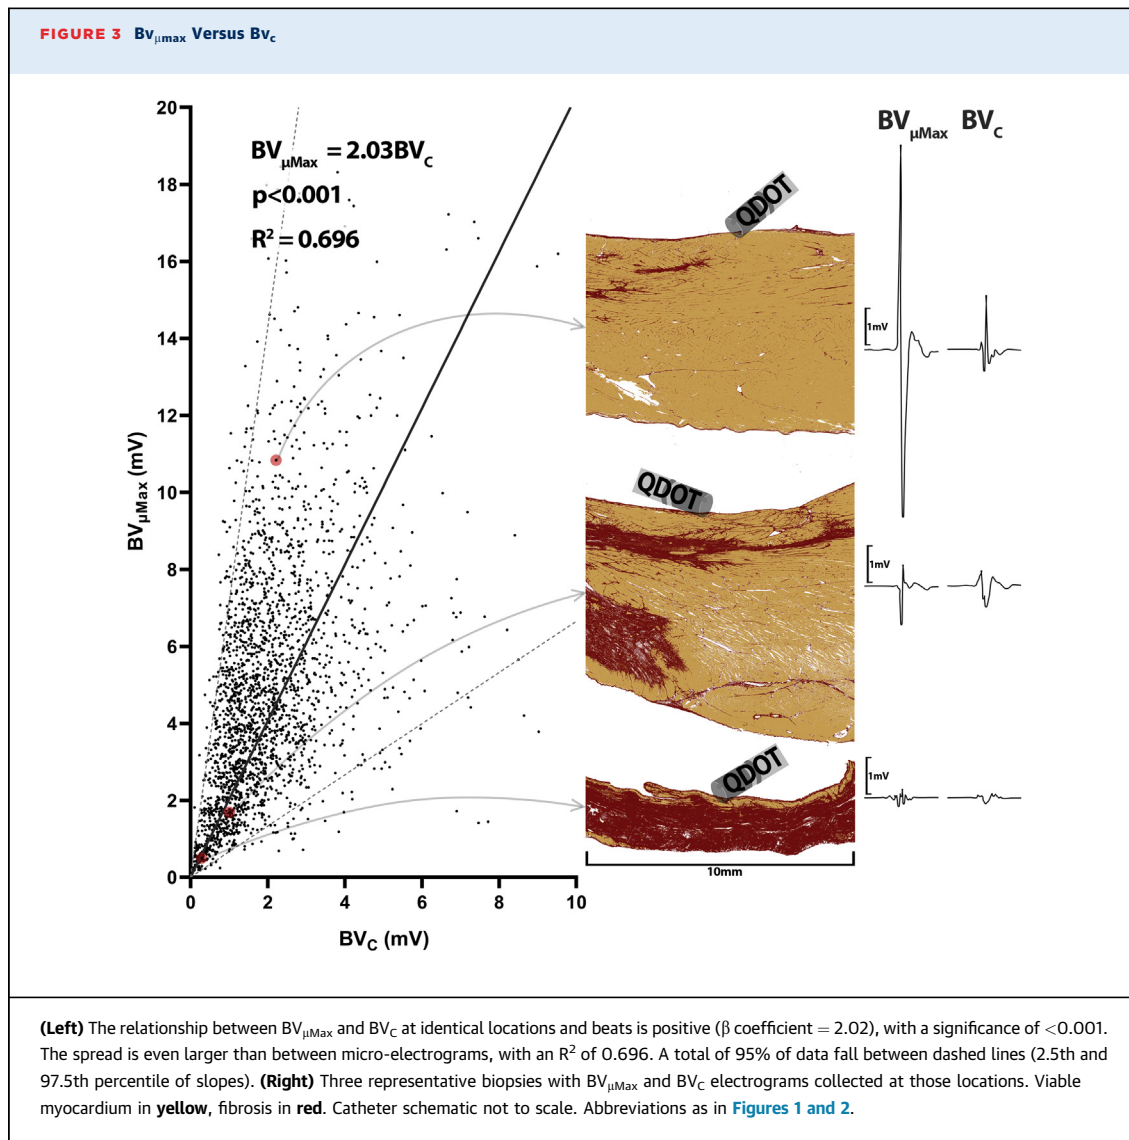 FIGURE 3 Bvμmax Versus Bvc
BVμMax = 2.03BVC
p<0.001
R² = 0.696
20
18
16
14
12
10
8
6
4
2
0
BVμMax (mV)
0 2 4 6 8 10
BVC (mV)
QDOT
QDOT
QDOT
10mm
BVμMax BVC
1mV
1mV
1mV
(Left) The relationship between BVμMax and BVC at identical locations and beats is positive (β coefficient = 2.02), with a significance of <0.001.
The spread is even larger than between micro-electrograms, with an R² of 0.696. A total of 95% of data fall between dashed lines (2.5th and
97.5th percentile of slopes). (Right) Three representative biopsies with BVμMax and BVC electrograms collected at those locations. Viable
myocardium in yellow, fibrosis in red. Catheter schematic not to scale. Abbreviations as in Figures 1 and 2.